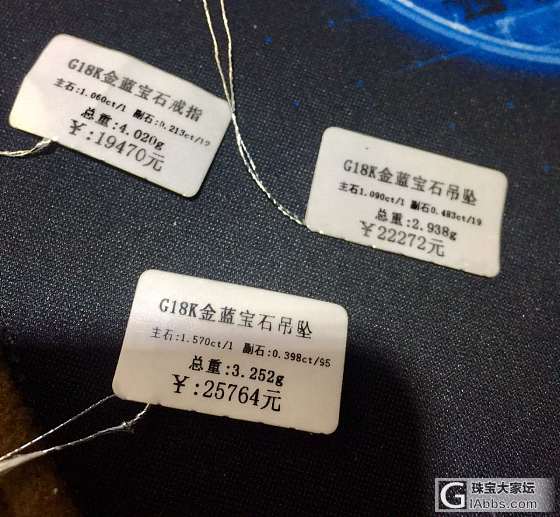 G18K金蓝宝石戒指
主石:1.060ct/1 副石:0.213ct/12
总重:4.020g
￥:19470元
G18K金蓝宝石吊坠
主石1.090ct/1 副石0.483ct/19
总重:2.938g
￥22272元
G18K金蓝宝石吊坠
主石:1.570ct/1 副石:0.398ct/95
总重:3.252g
￥:25764元
珠宝大家坛
GIAbbs.com